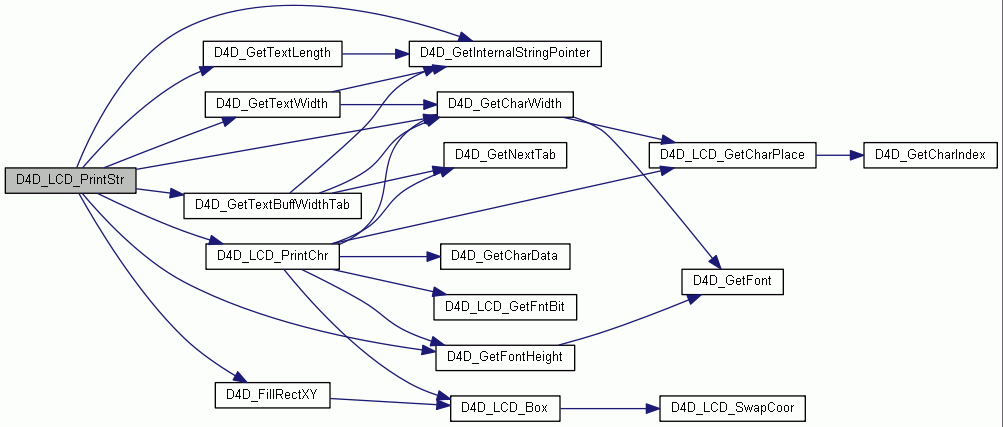 D4D_LCD_PrintStr
D4D_GetTextLength
D4D_GetTextWidth
D4D_GetTextBuffWidthTab
D4D_LCD_PrintChr
D4D_FillRectXY
D4D_GetInternalStringPointer
D4D_GetCharWidth
D4D_GetNextTab
D4D_GetCharData
D4D_LCD_GetFntBit
D4D_GetFontHeight
D4D_LCD_Box
D4D_LCD_GetCharPlace
D4D_GetFont
D4D_LCD_SwapCoor
D4D_GetCharIndex